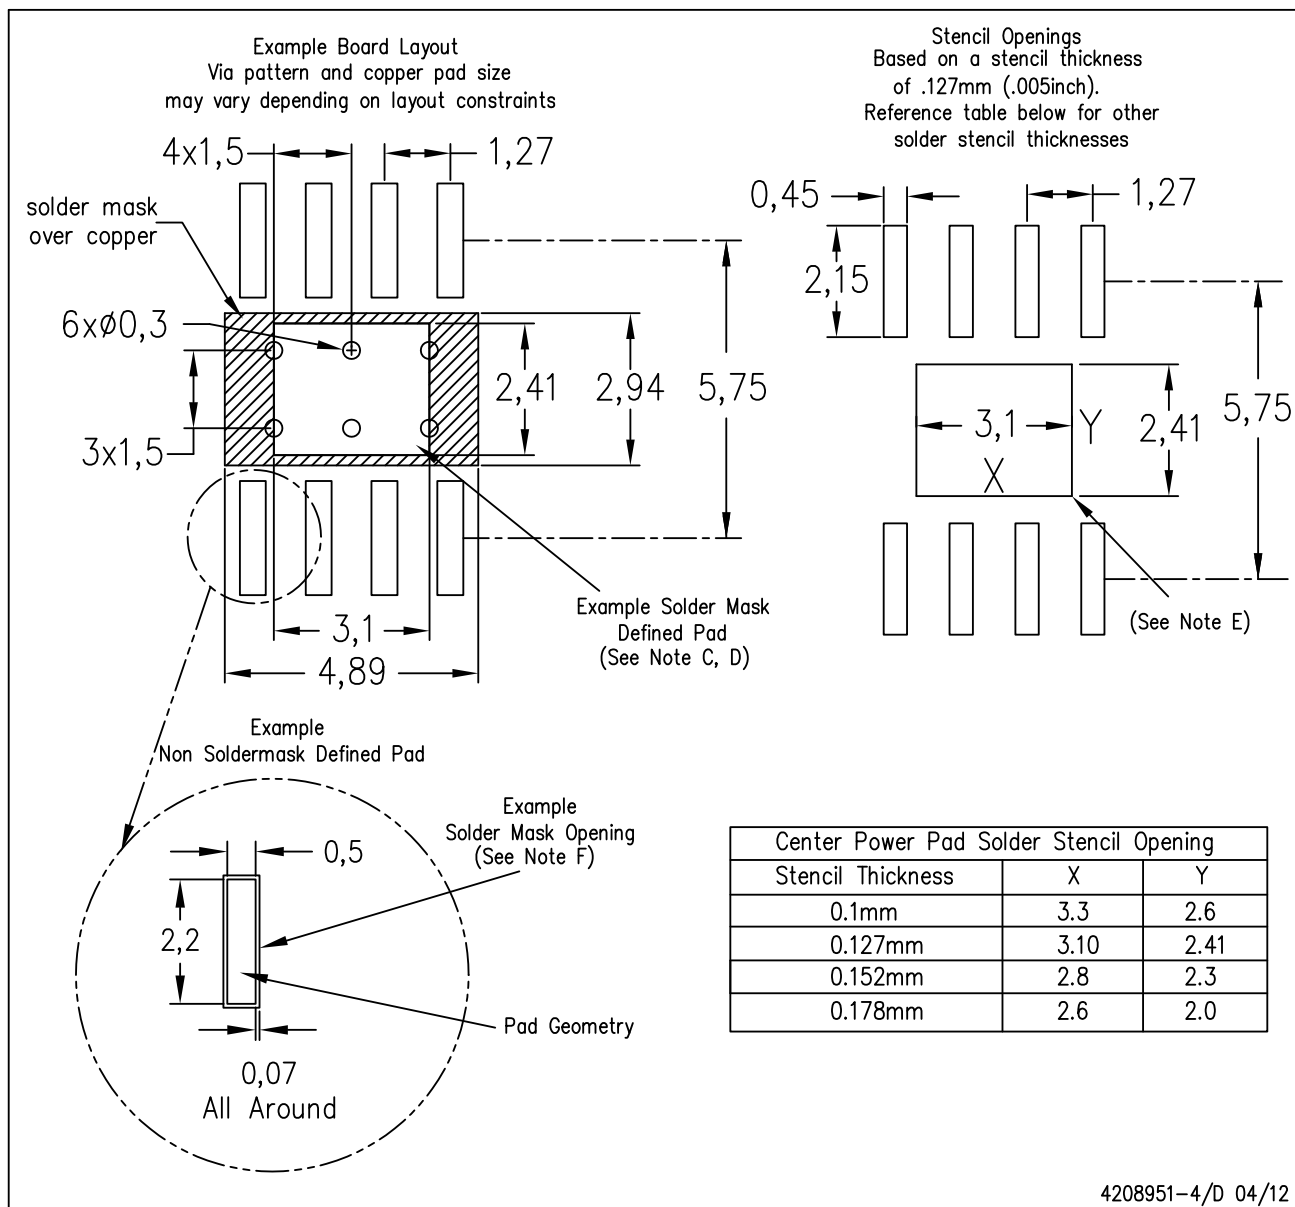 Example Board Layout
Via pattern and copper pad size
may vary depending on layout constraints
4x1,5
1,27
solder mask
over copper
6xø0,3
3x1,5
2,41
2,94
5,75
3,1
4,89
Example Solder Mask
Defined Pad
(See Note C, D)
Stencil Openings
Based on a stencil thickness
of .127mm (.005inch).
Reference table below for other
solder stencil thicknesses
0,45
1,27
2,15
3,1
X
Y
2,41
5,75
(See Note E)
Example
Non Soldermask Defined Pad
Example
Solder Mask Opening
(See Note F)
0,5
2,2
Pad Geometry
0,07
All Around
Center Power Pad Solder Stencil Opening
Stencil Thickness X Y
0.1mm 3.3 2.6
0.127mm 3.10 2.41
0.152mm 2.8 2.3
0.178mm 2.6 2.0
4208951-4/D 04/12